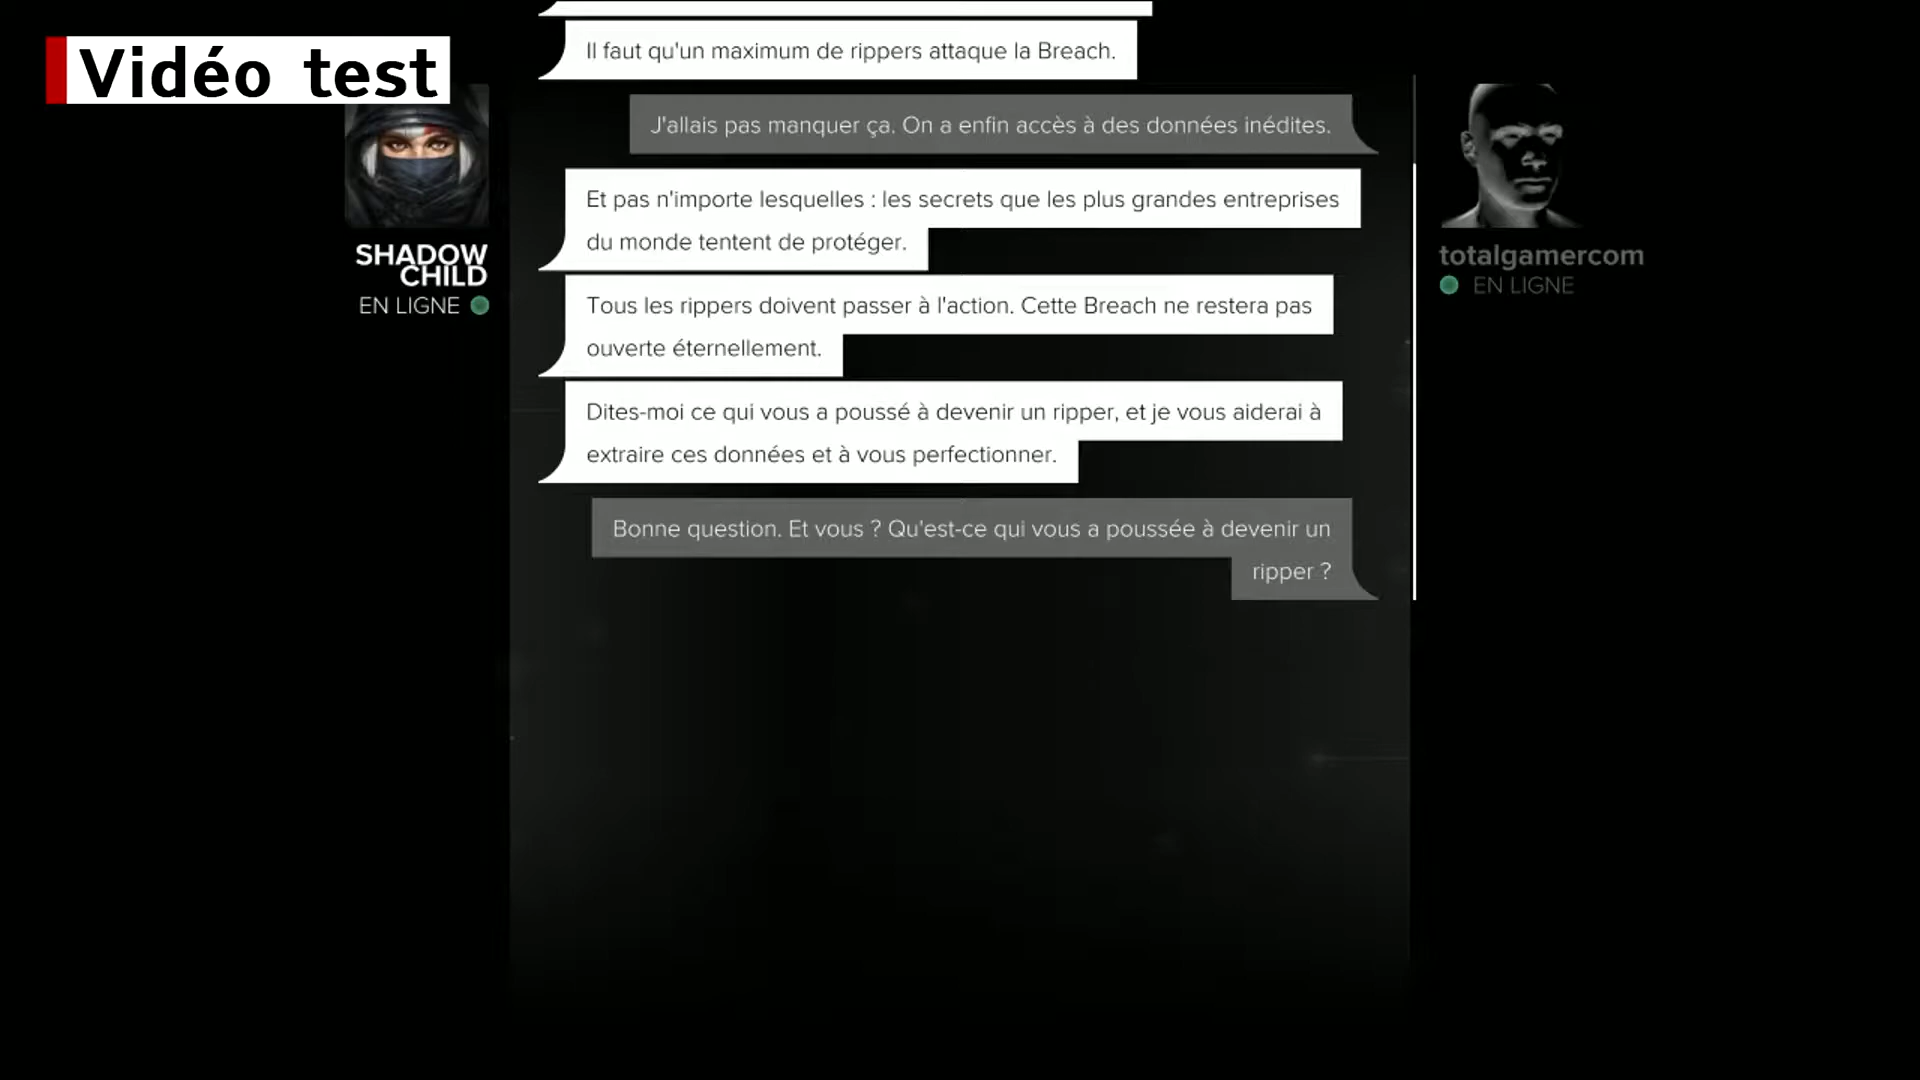 Vidéo test
Il faut qu'un maximum de rippers attaque la Breach.
J'allais pas manquer ça. On a enfin accès à des données inédites.
Et pas n'importe lesquelles : les secrets que les plus grandes entreprises
du monde tentent de protéger.
Tous les rippers doivent passer à l'action. Cette Breach ne restera pas
ouverte éternellement.
Dites-moi ce qui vous a poussé à devenir un ripper, et je vous aiderai à
extraire ces données et à vous perfectionner.
Bonne question. Et vous ? Qu'est-ce qui vous a poussée à devenir un
ripper ?
SHADOW
CHILD
EN LIGNE
totalgamercom
EN LIGNE